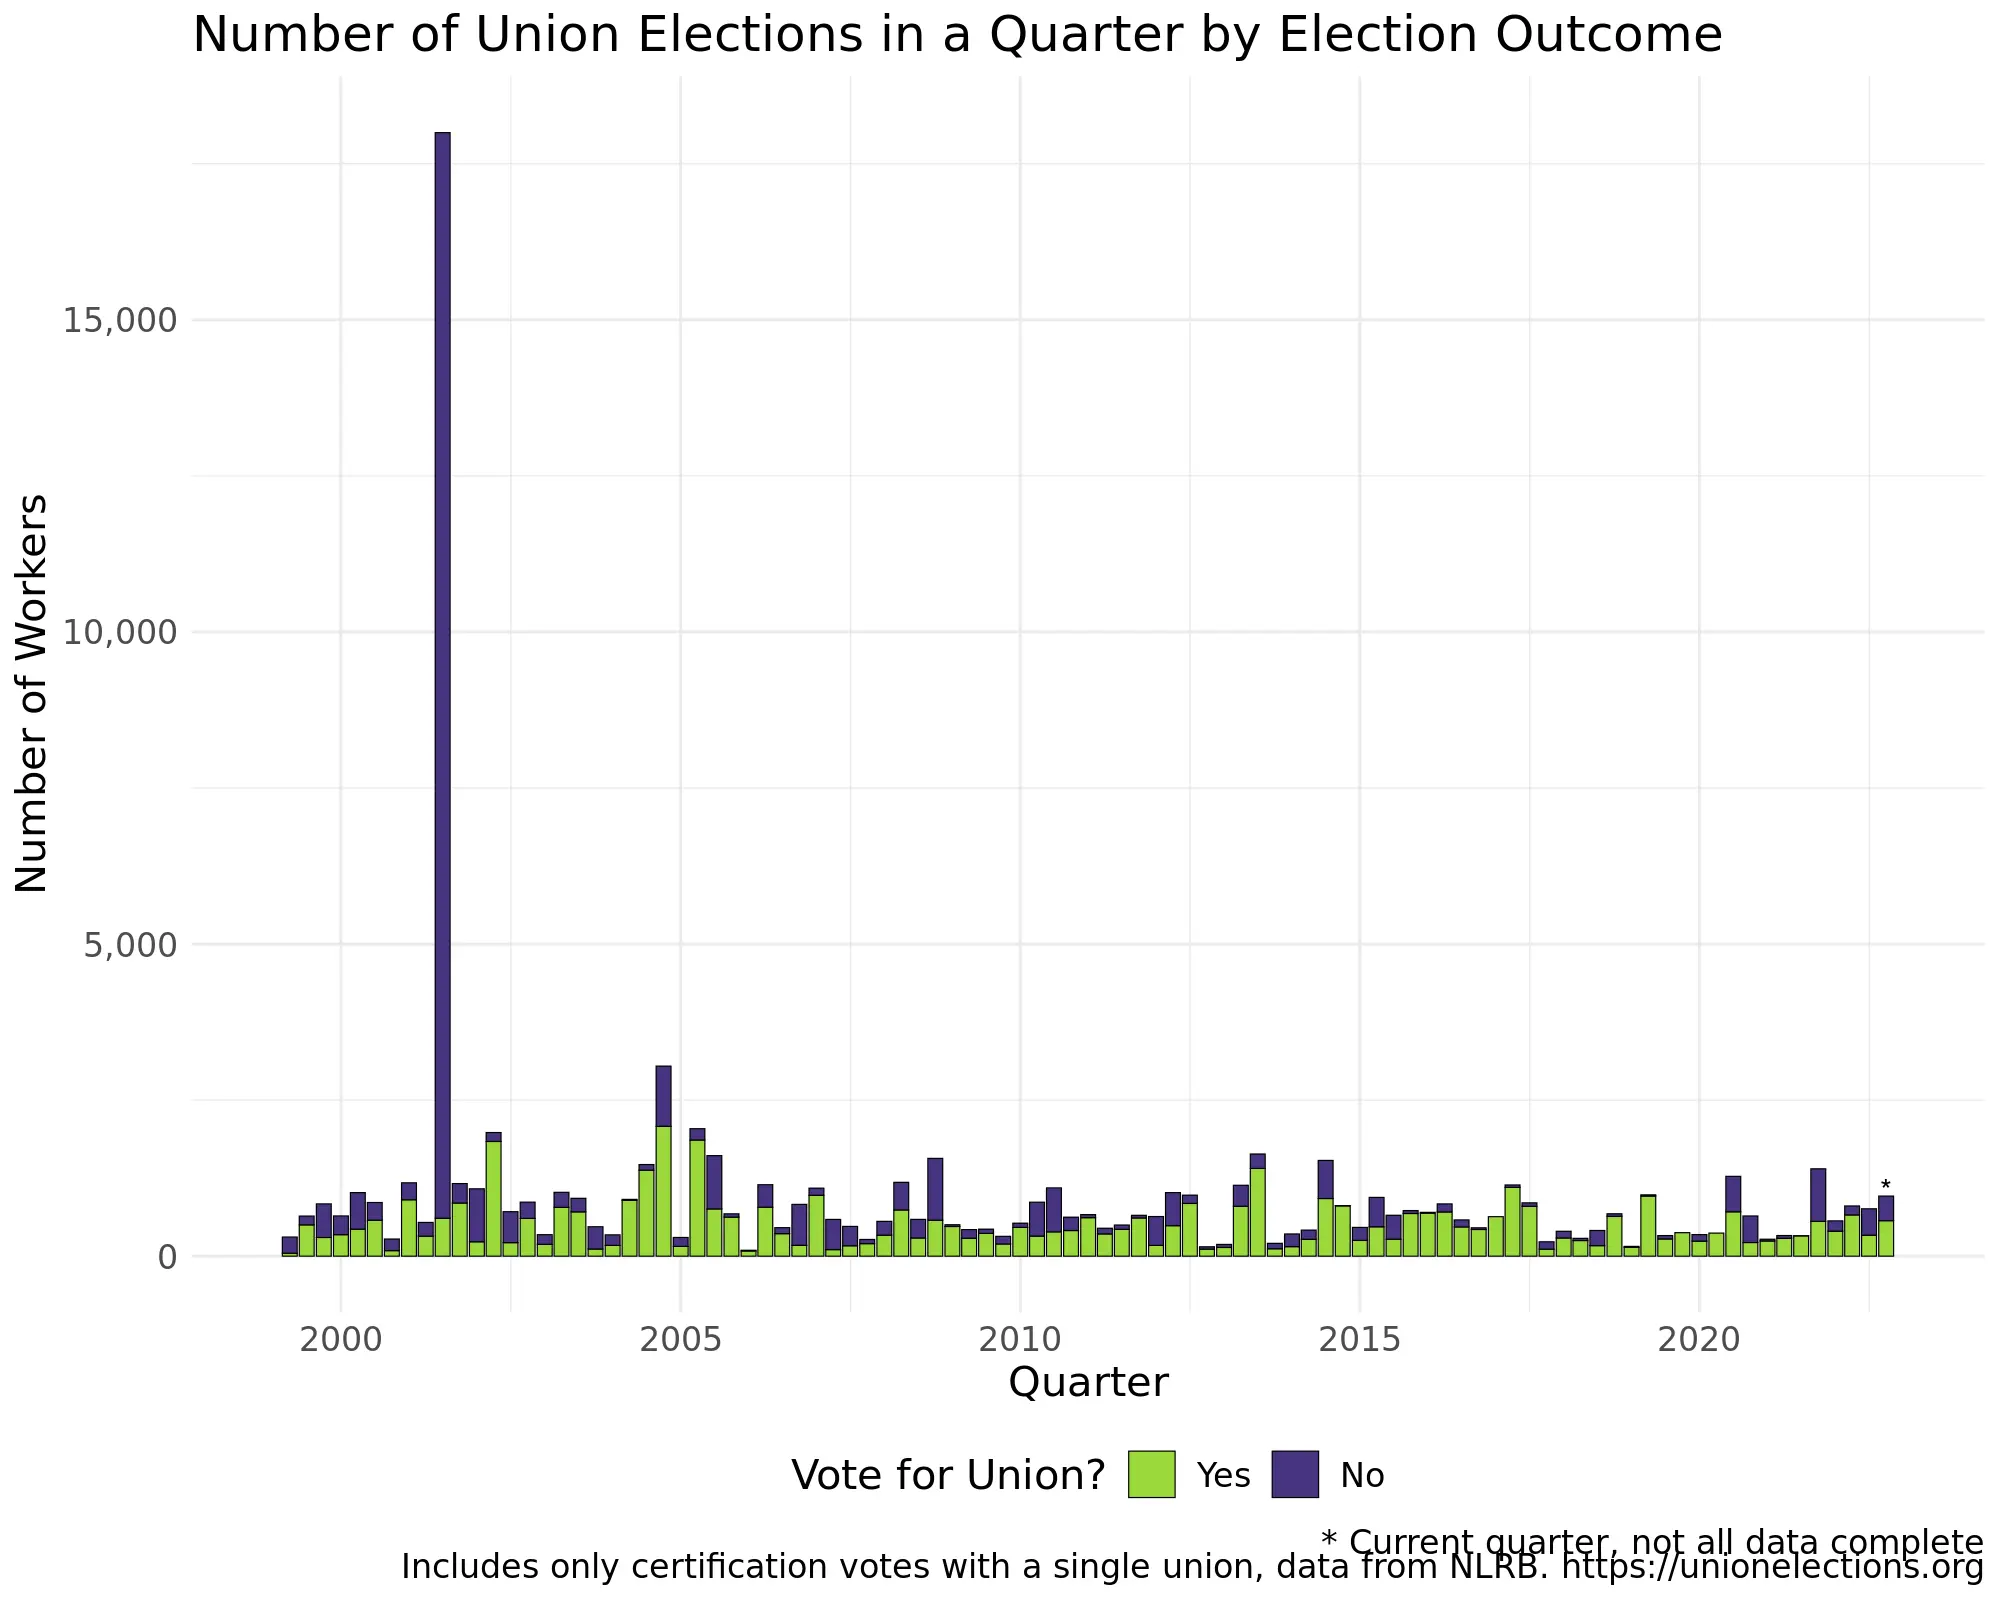 Number of Union Elections in a Quarter by Election Outcome
Number of Workers
15,000
10,000
5,000
0
*
2000 2005 2010 2015 2020
Quarter
Vote for Union? Yes No
* Current quarter, not all data complete
Includes only certification votes with a single union, data from NLRB. https://unionelections.org